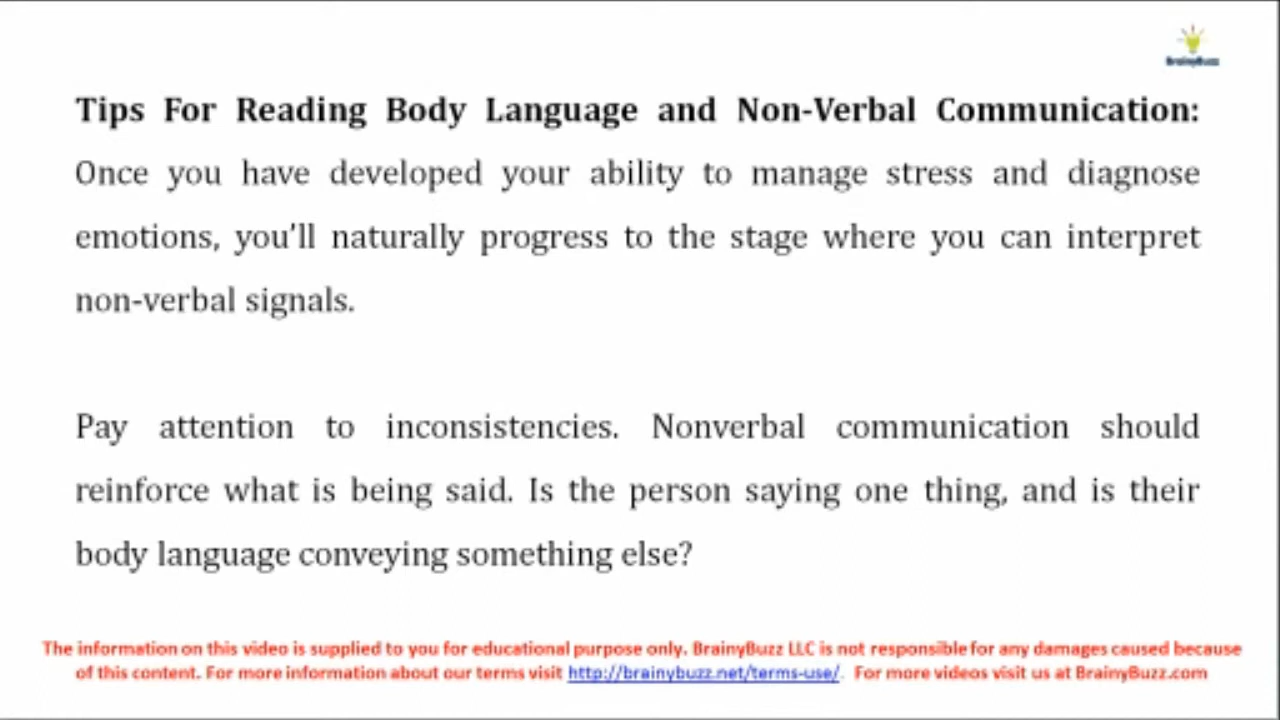 BrainyBuzz
Tips For Reading Body Language and Non-Verbal Communication:
Once you have developed your ability to manage stress and diagnose
emotions, you’ll naturally progress to the stage where you can interpret
non-verbal signals.
Pay attention to inconsistencies. Nonverbal communication should
reinforce what is being said. Is the person saying one thing, and is their
body language conveying something else?
The information on this video is supplied to you for educational purpose only. BrainyBuzz LLC is not responsible for any damages caused because
of this content. For more information about our terms visit http://brainybuzz.net/terms-use/. For more videos visit us at BrainyBuzz.com